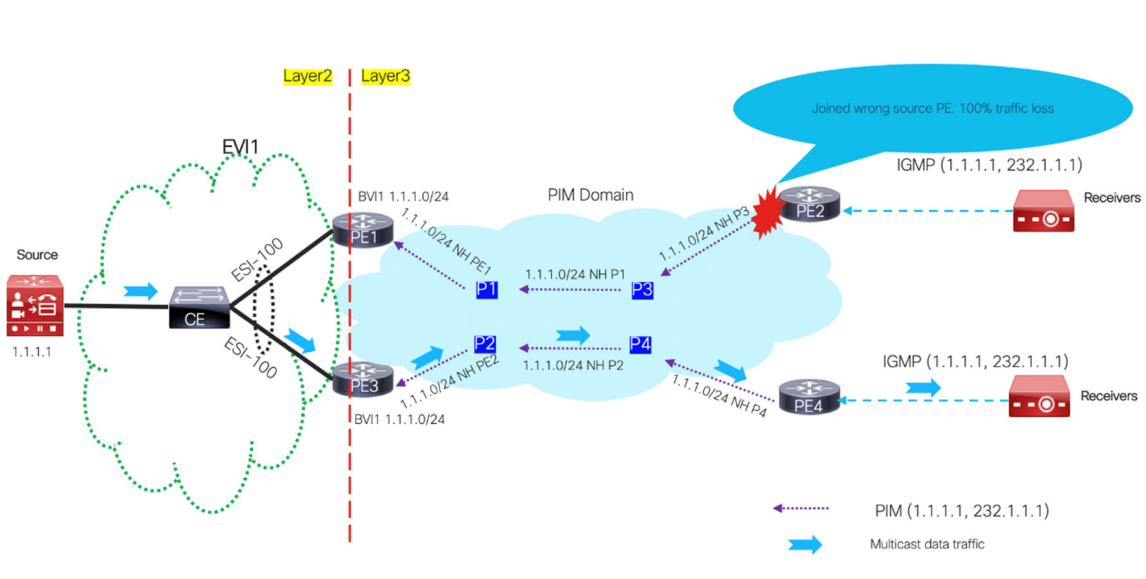 Layer2
Layer3
Joined wrong source PE. 100% traffic loss
EVI1
IGMP (1.1.1.1, 232.1.1.1)
BVI1 1.1.1.0/24
PIM Domain
Receivers
PE1
PE2
1.1.1.0/24 NH PE1
1.1.1.0/24 NH P3
Source
ESI-100
1.1.1.0/24 NH P1
P1
P3
CE
1.1.1.1
ESI-100
P2
P4
1.1.1.0/24 NH P2
IGMP (1.1.1.1, 232.1.1.1)
PE3
1.1.1.0/24 NH PE2
1.1.1.0/24 NH P4
PE4
Receivers
BVI1 1.1.1.0/24
PIM (1.1.1.1, 232.1.1.1)
Multicast data traffic